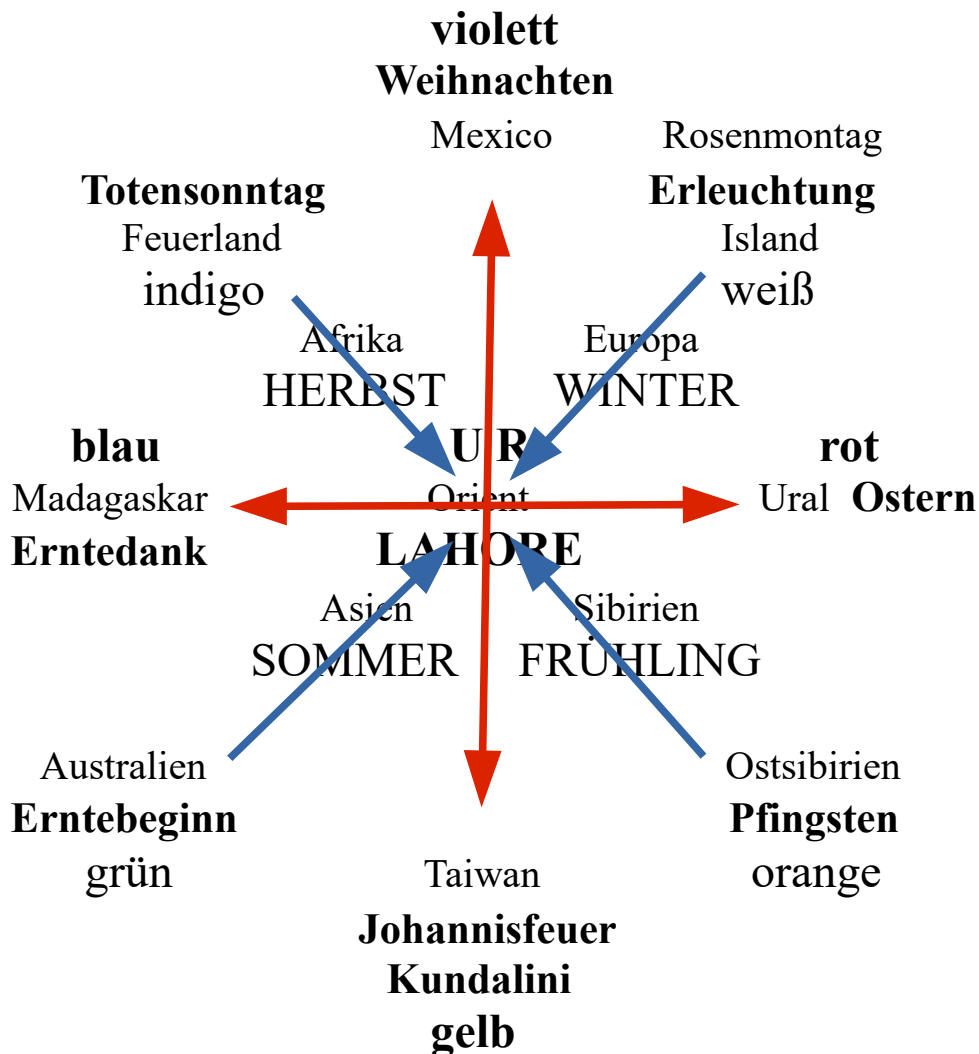 violett
Weihnachten
Mexico
Rosenmontag
Totensonntag
Erleuchtung
Feuerland
Island
indigo
weiß
Afrika
Europa
HERBST
WINTER
blau
U R
rot
Madagaskar
Orient
Ural Ostern
Erntedank
LAHORE
Asien
Sibirien
SOMMER
FRÜHLING
Australien
Ostsibirien
Erntebeginn
Pfingsten
grün
Taiwan
orange
Johannisfeuer
Kundalini
gelb